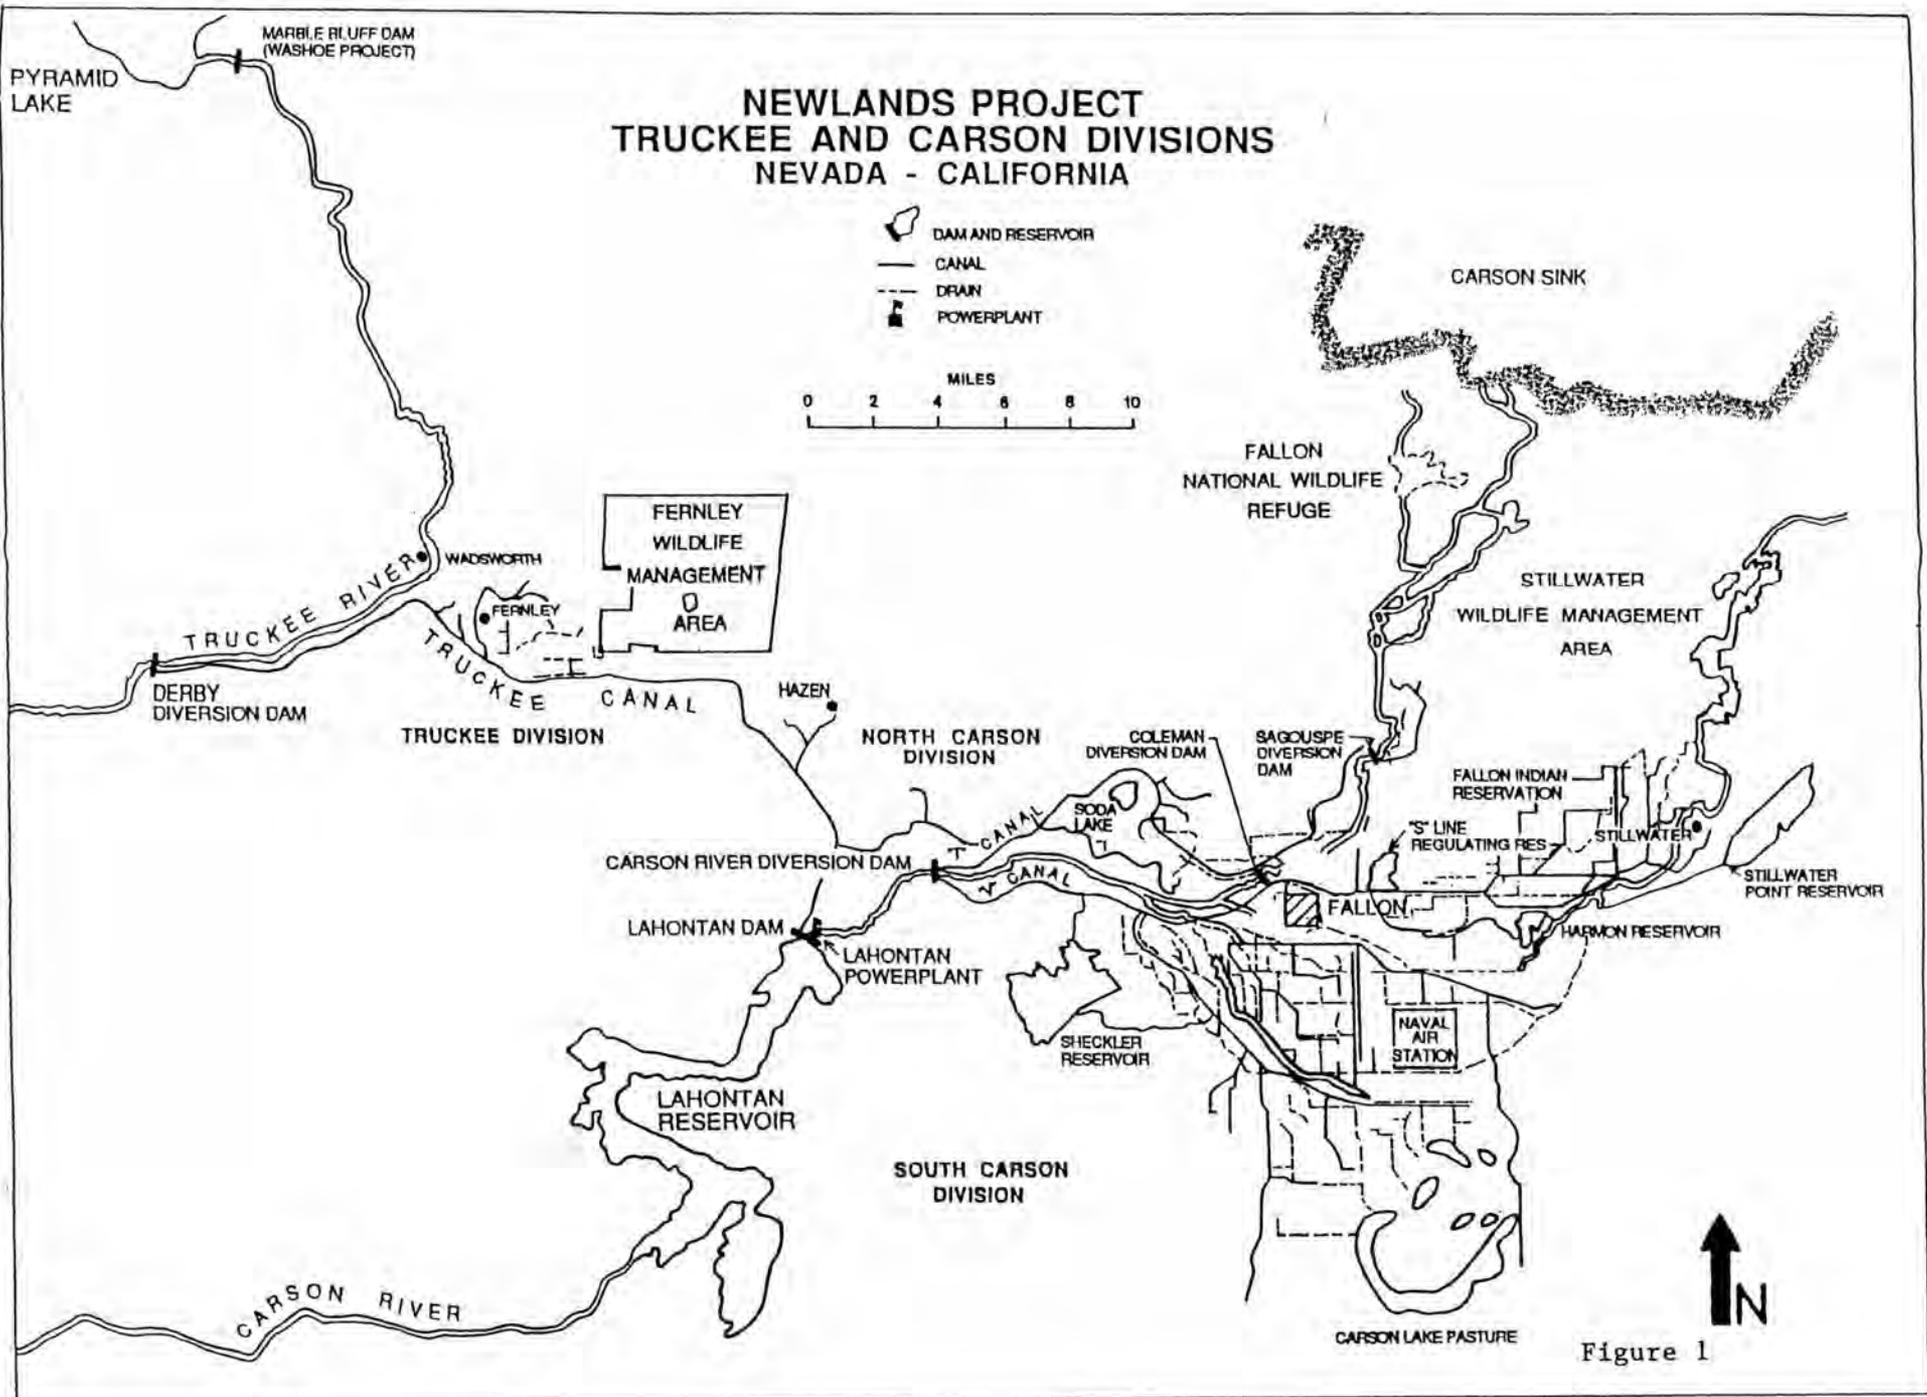 MARBLE BLUFF DAM
(WASHOE PROJECT)
PYRAMID
LAKE
NEWLANDS PROJECT
TRUCKEE AND CARSON DIVISIONS
NEVADA - CALIFORNIA
DAM AND RESERVOIR
CANAL
DRAIN
POWERPLANT
MILES
0 2 4 6 8 10
CARSON SINK
FALLON
NATIONAL WILDLIFE
REFUGE
FERNLEY
WILDLIFE
MANAGEMENT
AREA
WADSWORTH
FERNLEY
TRUCKEE RIVER
TRUCKEE CANAL
DERBY
DIVERSION DAM
TRUCKEE DIVISION
HAZEN
STILLWATER
WILDLIFE MANAGEMENT
AREA
NORTH CARSON
DIVISION
COLEMAN
DIVERSION DAM
SAGOUSPE
DIVERSION
DAM
FALLON INDIAN
RESERVATION
SODA
LAKE
T CANAL
"S" LINE
REGULATING RES
STILLWATER
CARSON RIVER DIVERSION DAM
V CANAL
STILLWATER
POINT RESERVOIR
FALLON
LAHONTAN DAM
HARMON RESERVOIR
LAHONTAN
POWERPLANT
NAVAL
AIR
STATION
SHECKLER
RESERVOIR
LAHONTAN
RESERVOIR
SOUTH CARSON
DIVISION
CARSON RIVER
N
CARSON LAKE PASTURE
Figure 1